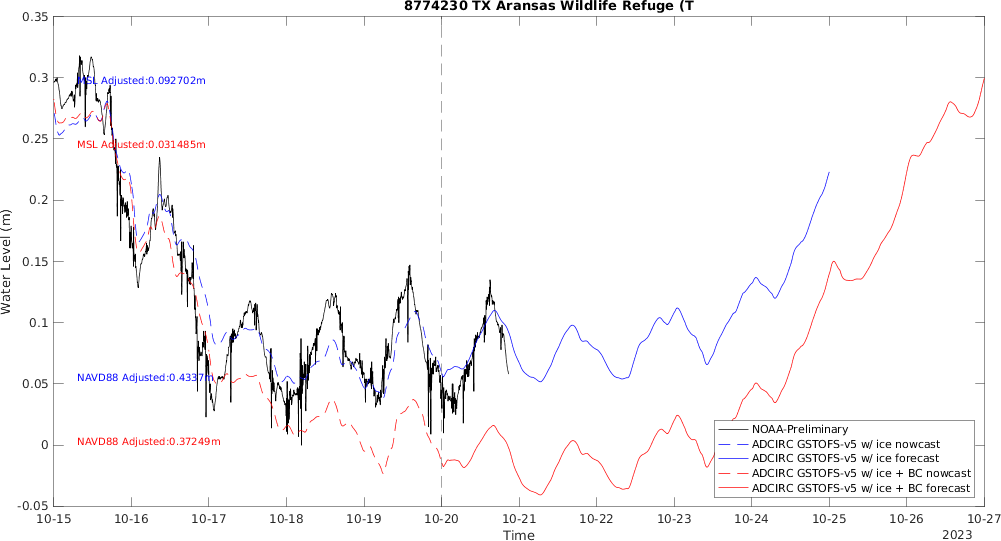 8774230 TX Aransas Wildlife Refuge (T
0.35
0.3
0.25
0.2
0.15
0.1
0.05
0
-0.05
Water Level (m)
MSL Adjusted:0.092702m
MSL Adjusted:0.031485m
NAVD88 Adjusted:0.4337m
NAVD88 Adjusted:0.37249m
NOAA-Preliminary
ADCIRC GSTOFS-v5 w/ ice nowcast
ADCIRC GSTOFS-v5 w/ ice forecast
ADCIRC GSTOFS-v5 w/ ice + BC nowcast
ADCIRC GSTOFS-v5 w/ ice + BC forecast
10-15 10-16 10-17 10-18 10-19 10-20 10-21 10-22 10-23 10-24 10-25 10-26 10-27
Time
2023